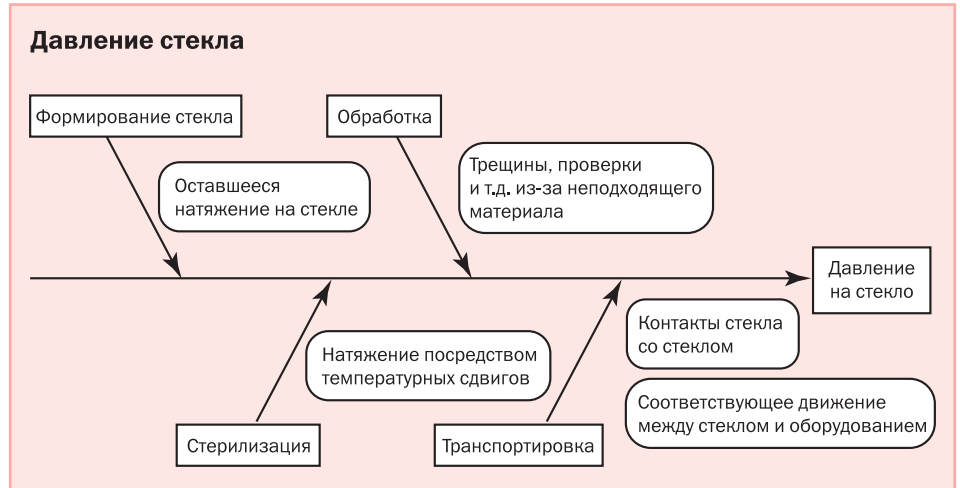 Давление стекла
Формирование стекла
Обработка
Оставшееся
натяжение на стекле
Трещины, проверки
и т.д. из-за неподходящего
материала
Давление
на стекло
Натяжение посредством
температурных сдвигов
Контакты стекла
со стеклом
Соответствующее движение
между стеклом и оборудованием
Стерилизация
Транспортировка